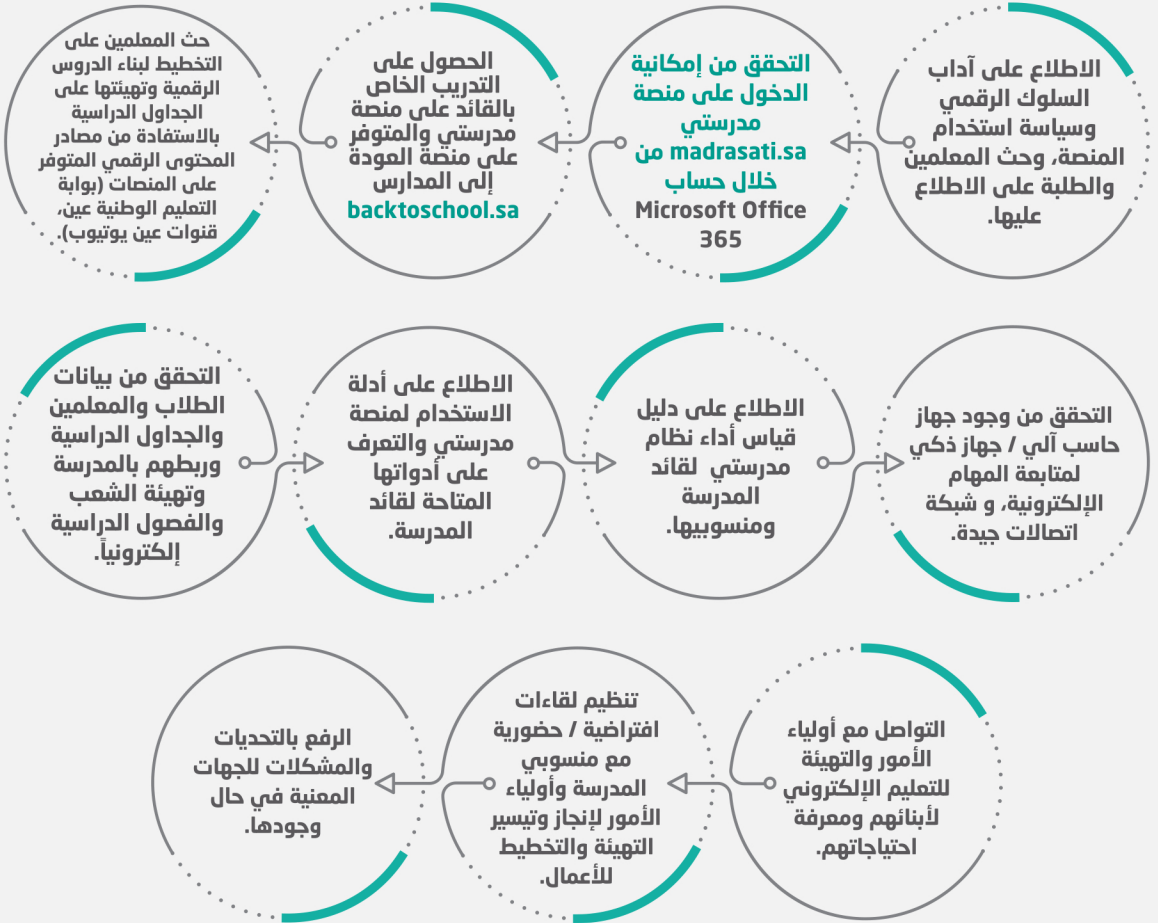 الاطلاع على آداب
السلوك الرقمي
وسياسة استخدام
المنصة، وحث المعلمين
والطلبة على الاطلاع
عليها.
التحقق من إمكانية
الدخول على منصة
مدرستي
madrasati.sa من
خلال حساب
Microsoft Office
365
الحصول على
التدريب الخاص
بالقائد على منصة
مدرستي والمتوفر
على منصة العودة
إلى المدارس
backtoschool.sa
حث المعلمين على
التخطيط لبناء الدروس
الرقمية وتهيئتها على
الجداول الدراسية
بالاستفادة من مصادر
المحتوى الرقمي المتوفر
على المنصات (بوابة
التعليم الوطنية عين،
قنوات عين يوتيوب).
التحقق من بيانات
الطلاب والمعلمين
والجداول الدراسية
وربطهم بالمدرسة
وتهيئة الشعب
والفصول الدراسية
إلكترونياً.
الاطلاع على أدلة
الاستخدام لمنصة
مدرستي والتعرف
على أدواتها
المتاحة لقائد
المدرسة.
الاطلاع على دليل
قياس أداء نظام
مدرستي لقائد
المدرسة
ومنسوبيها.
التحقق من وجود جهاز
حاسب آلي / جهاز ذكي
لمتابعة المهام
الإلكترونية، و شبكة
اتصالات جيدة.
التواصل مع أولياء
الأمور والتهيئة
للتعليم الإلكتروني
لأبنائهم ومعرفة
احتياجاتهم.
تنظيم لقاءات
افتراضية / حضورية
مع منسوبي
المدرسة وأولياء
الأمور لإنجاز وتيسير
التهيئة والتخطيط
للأعمال.
الرفع بالتحديات
والمشكلات للجهات
المعنية في حال
وجودها.